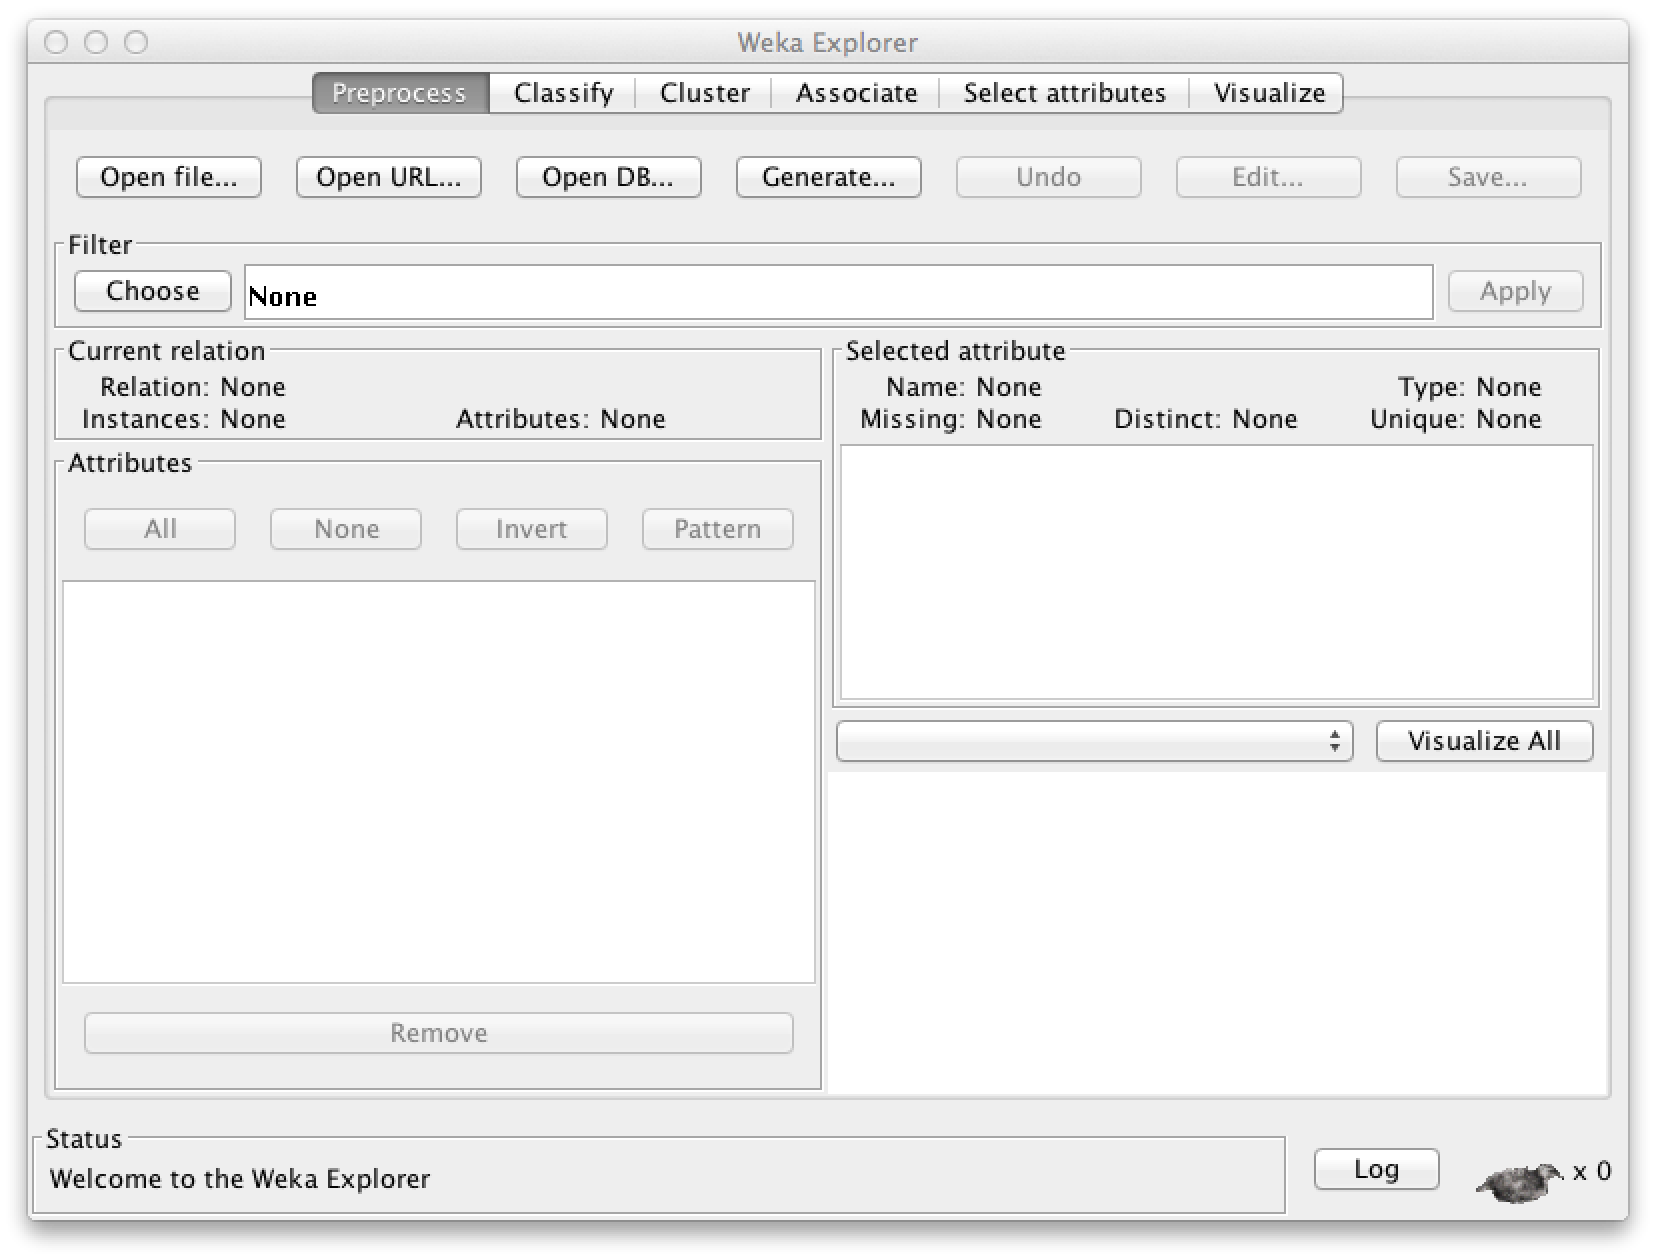 Weka Explorer
Preprocess Classify Cluster Associate Select attributes Visualize
Open file... Open URL... Open DB... Generate... Undo Edit... Save...
Filter
Choose None Apply
Current relation
Relation: None
Instances: None Attributes: None
Selected attribute
Name: None Type: None
Missing: None Distinct: None Unique: None
Attributes
All None Invert Pattern
Visualize All
Remove
Status
Welcome to the Weka Explorer
Log x 0